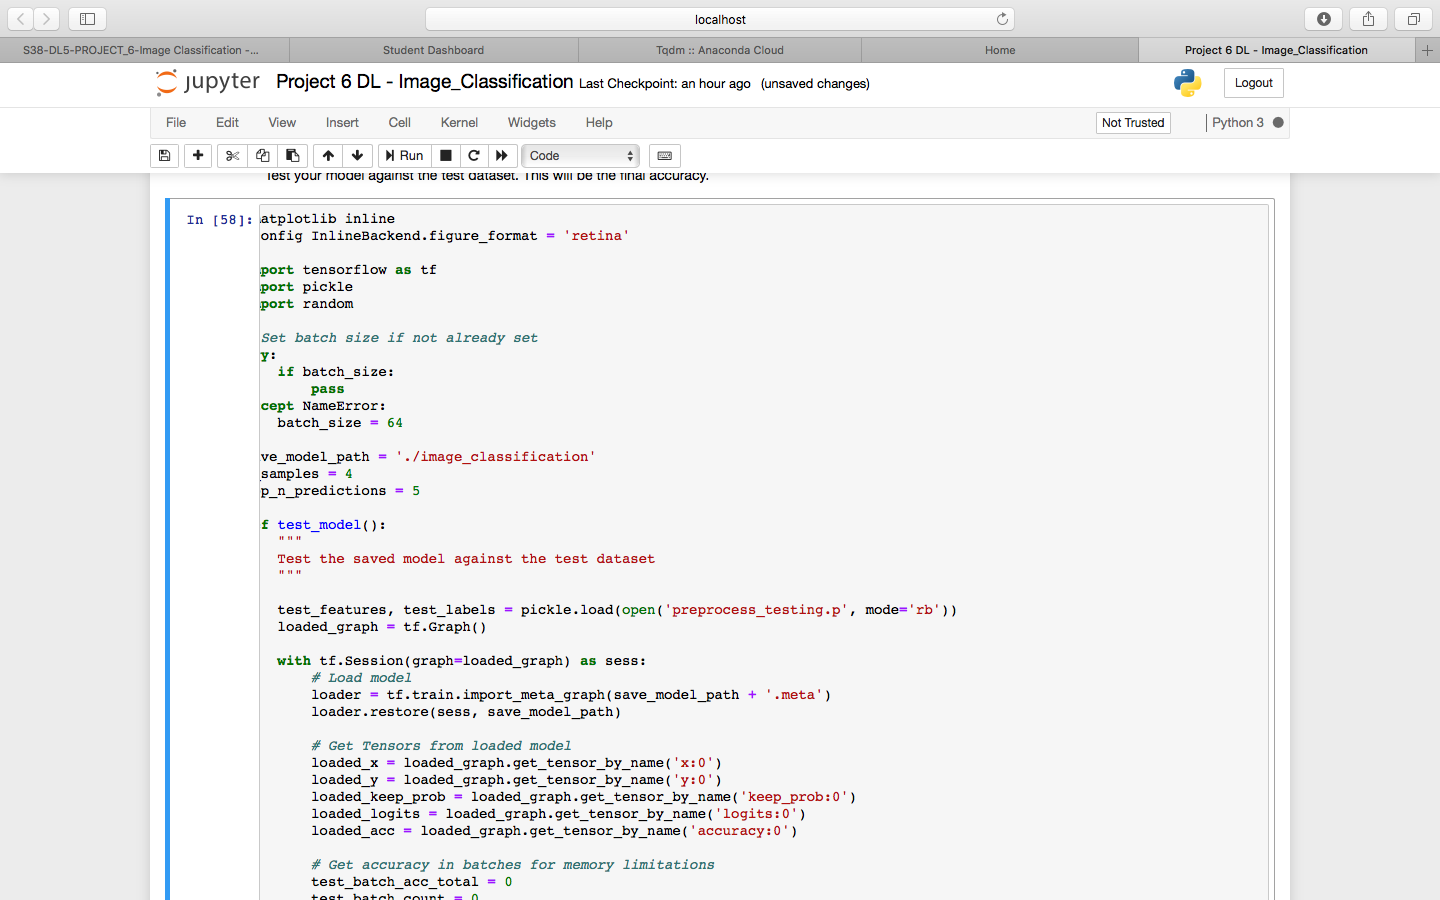 localhost
S38-DL5-PROJECT_6-Image Classification -...
Student Dashboard
Tqdm :: Anaconda Cloud
Home
Project 6 DL - Image_Classification
jupyter Project 6 DL - Image_Classification Last Checkpoint: an hour ago (unsaved changes)
Logout
File Edit View Insert Cell Kernel Widgets Help
Not Trusted
Python 3
Run
Code
Test your model against the test dataset. This will be the final accuracy.
In [58]:
atplotlib inline
onfig InlineBackend.figure_format = 'retina'
port tensorflow as tf
port pickle
port random
Set batch size if not already set
y:
if batch_size:
pass
cept NameError:
batch_size = 64
ve_model_path = './image_classification'
_samples = 4
p_n_predictions = 5
f test_model():
"""
Test the saved model against the test dataset
"""
test_features, test_labels = pickle.load(open('preprocess_testing.p', mode='rb'))
loaded_graph = tf.Graph()
with tf.Session(graph=loaded_graph) as sess:
# Load model
loader = tf.train.import_meta_graph(save_model_path + '.meta')
loader.restore(sess, save_model_path)
# Get Tensors from loaded model
loaded_x = loaded_graph.get_tensor_by_name('x:0')
loaded_y = loaded_graph.get_tensor_by_name('y:0')
loaded_keep_prob = loaded_graph.get_tensor_by_name('keep_prob:0')
loaded_logits = loaded_graph.get_tensor_by_name('logits:0')
loaded_acc = loaded_graph.get_tensor_by_name('accuracy:0')
# Get accuracy in batches for memory limitations
test_batch_acc_total = 0
test_batch_count = 0